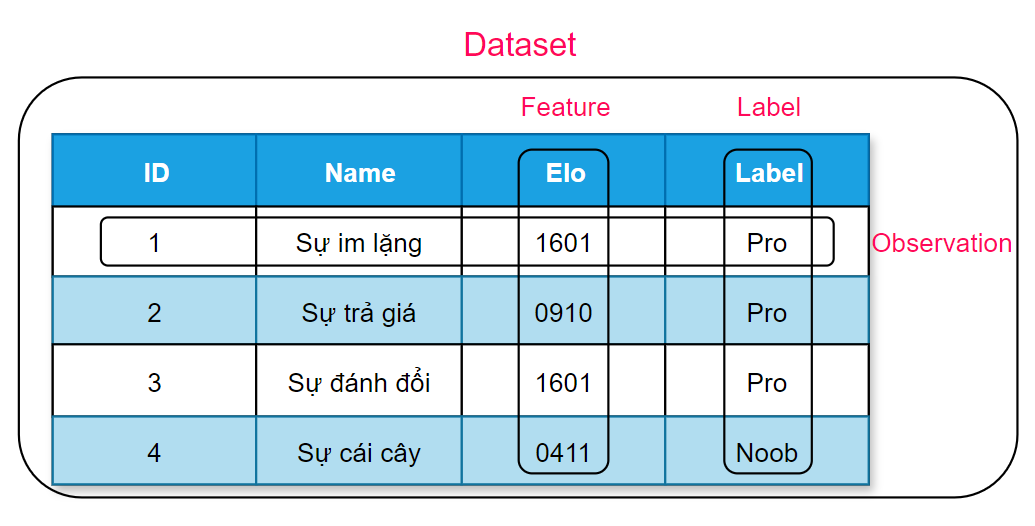 Dataset
Feature Label
ID Name Elo Label
1 Sự im lặng 1601 Pro Observation
2 Sự trả giá 0910 Pro
3 Sự đánh đổi 1601 Pro
4 Sự cái cây 0411 Noob